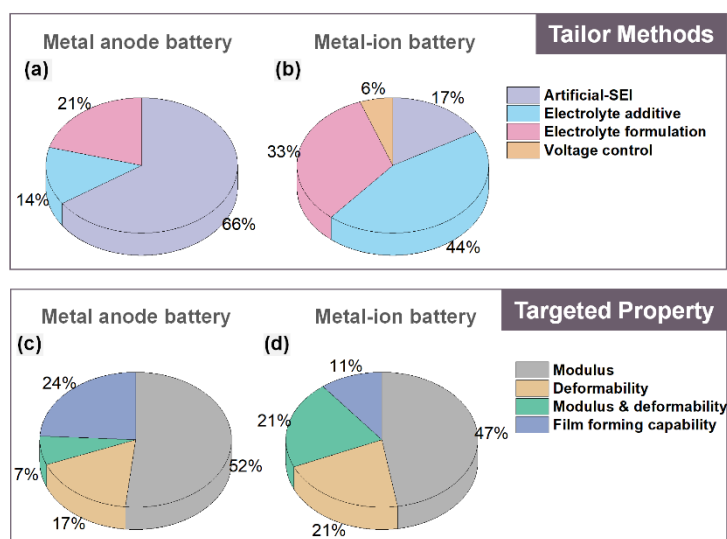 Tailor Methods
Metal anode battery
Metal-ion battery
(a)
(b)
21%
14%
66%
6%
17%
33%
44%
Artificial-SEI
Electrolyte additive
Electrolyte formulation
Voltage control
Targeted Property
Metal anode battery
Metal-ion battery
(c)
(d)
24%
7%
17%
52%
11%
21%
21%
47%
Modulus
Deformability
Modulus & deformability
Film forming capability